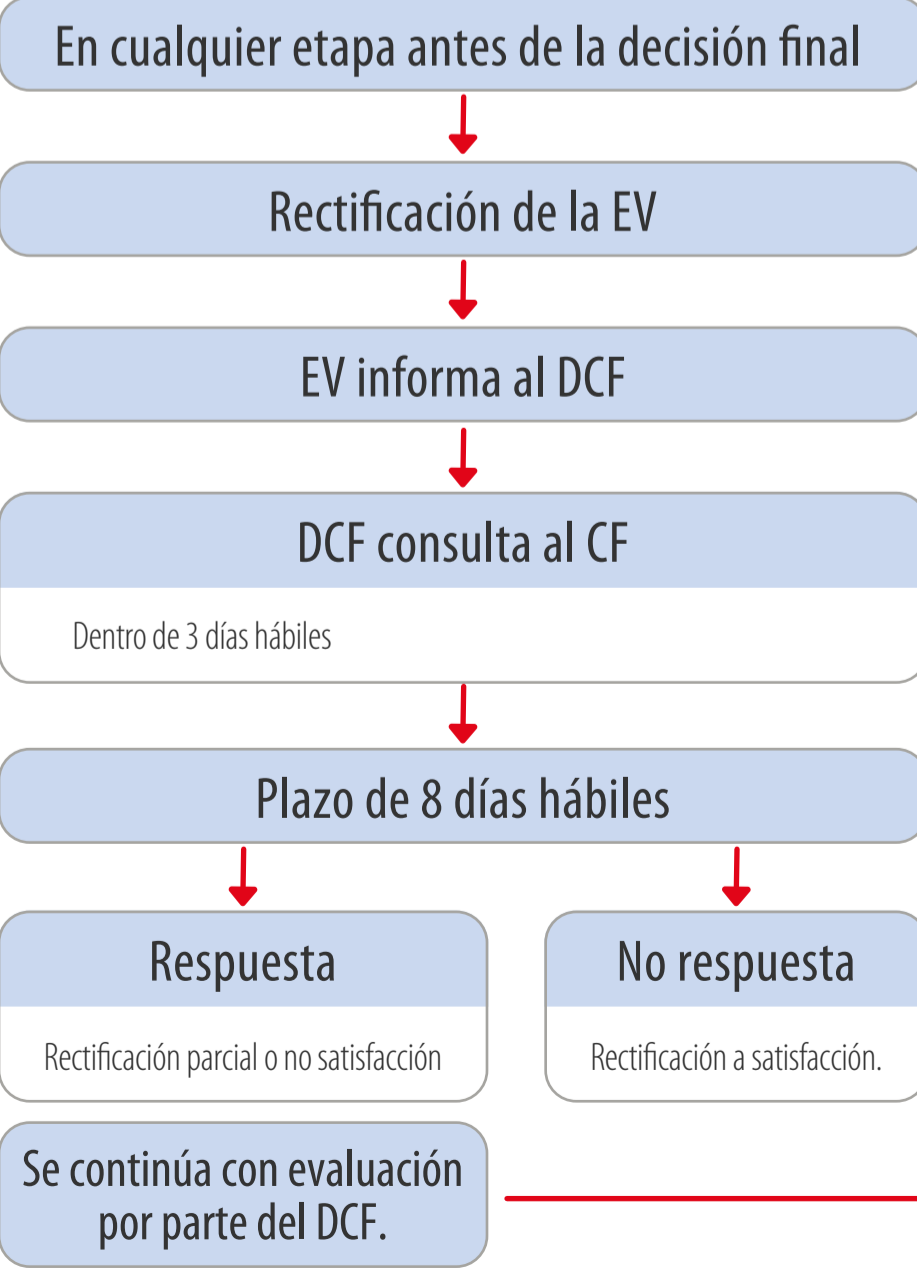 En cualquier etapa antes de la decisión final
Rectificación de la EV
EV informa al DCF
DCF consulta al CF
Dentro de 3 días hábiles
Plazo de 8 días hábiles
Respuesta
Rectificación parcial o no satisfacción
No respuesta
Rectificación a satisfacción.
Se continúa con evaluación
por parte del DCF.